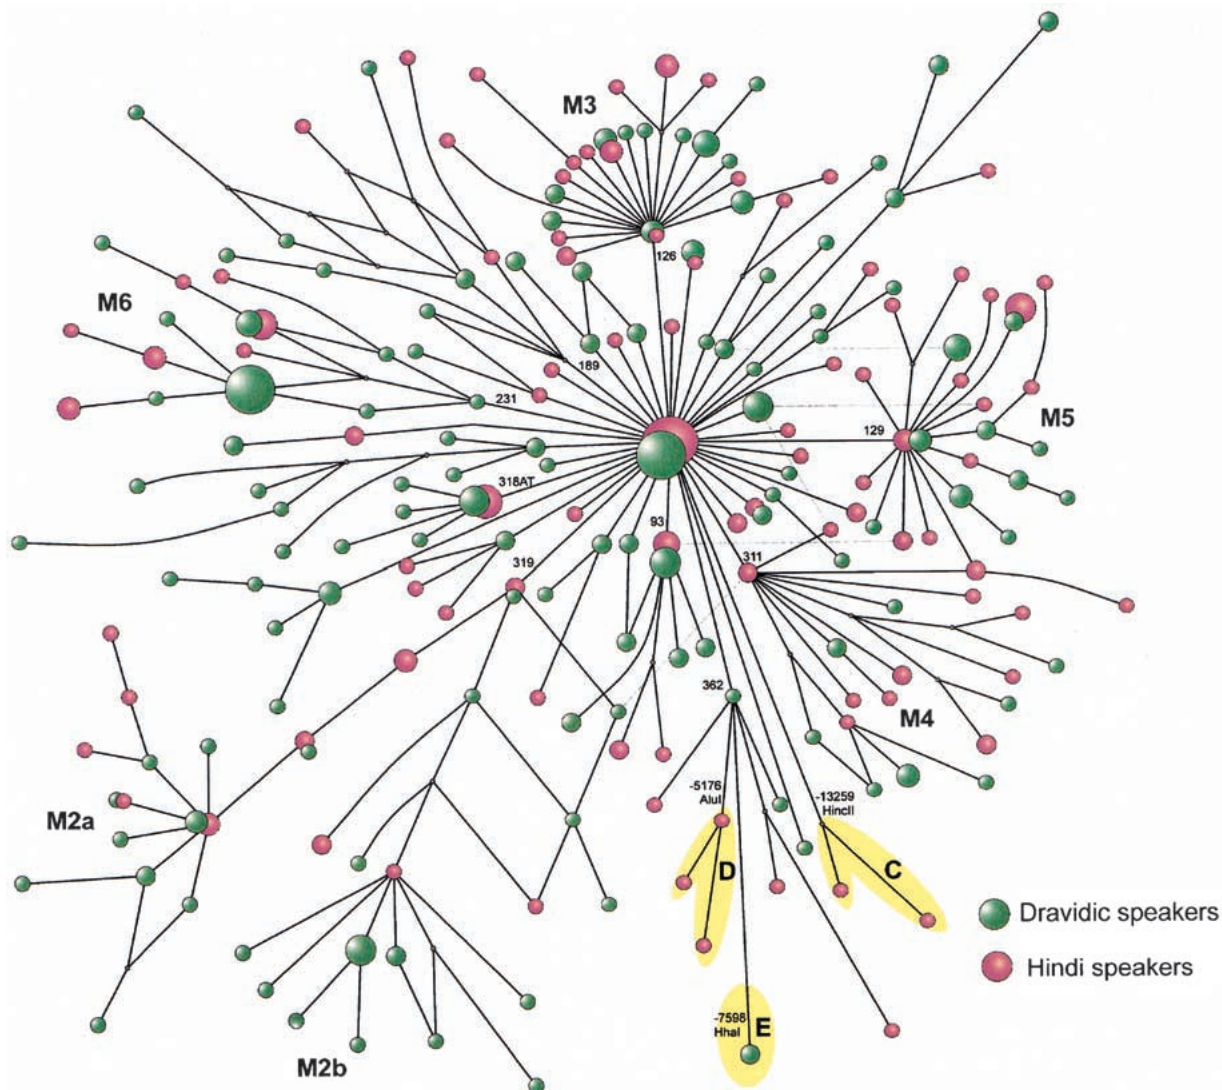 M3
126
M6
189
231
129
M5
318AT
93
311
319
362
M4
-5176
AluI
-13259
HincII
M2a
D
C
Dravidic speakers
Hindi speakers
-7598
HhaI
E
M2b